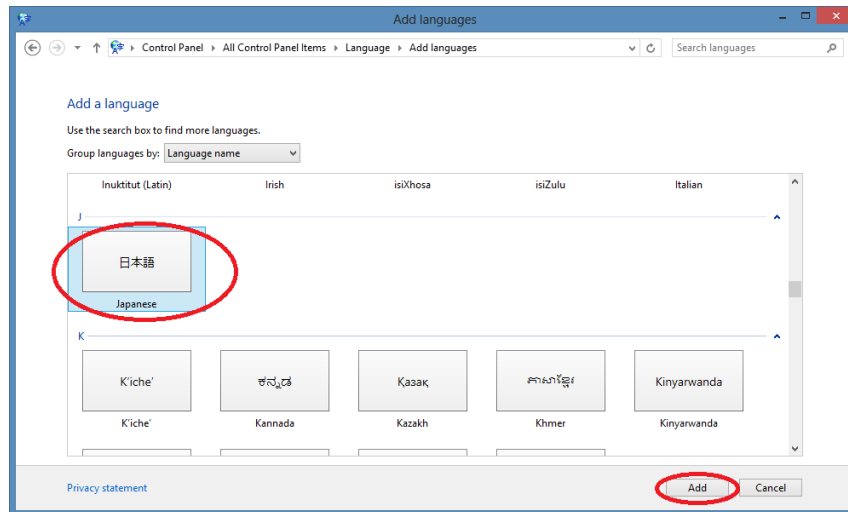 Add languages
Control Panel All Control Panel Items Language Add languages Search languages
Add a language
Use the search box to find more languages.
Group languages by: Language name
Inuktitut (Latin) Irish isiXhosa isiZulu Italian
J
日本語
Japanese
K
K'iche' ಕನ್ನಡ Қазақ ភាសាខ្មែរ Kinyarwanda
K'iche' Kannada Kazakh Khmer Kinyarwanda
Privacy statement Add Cancel